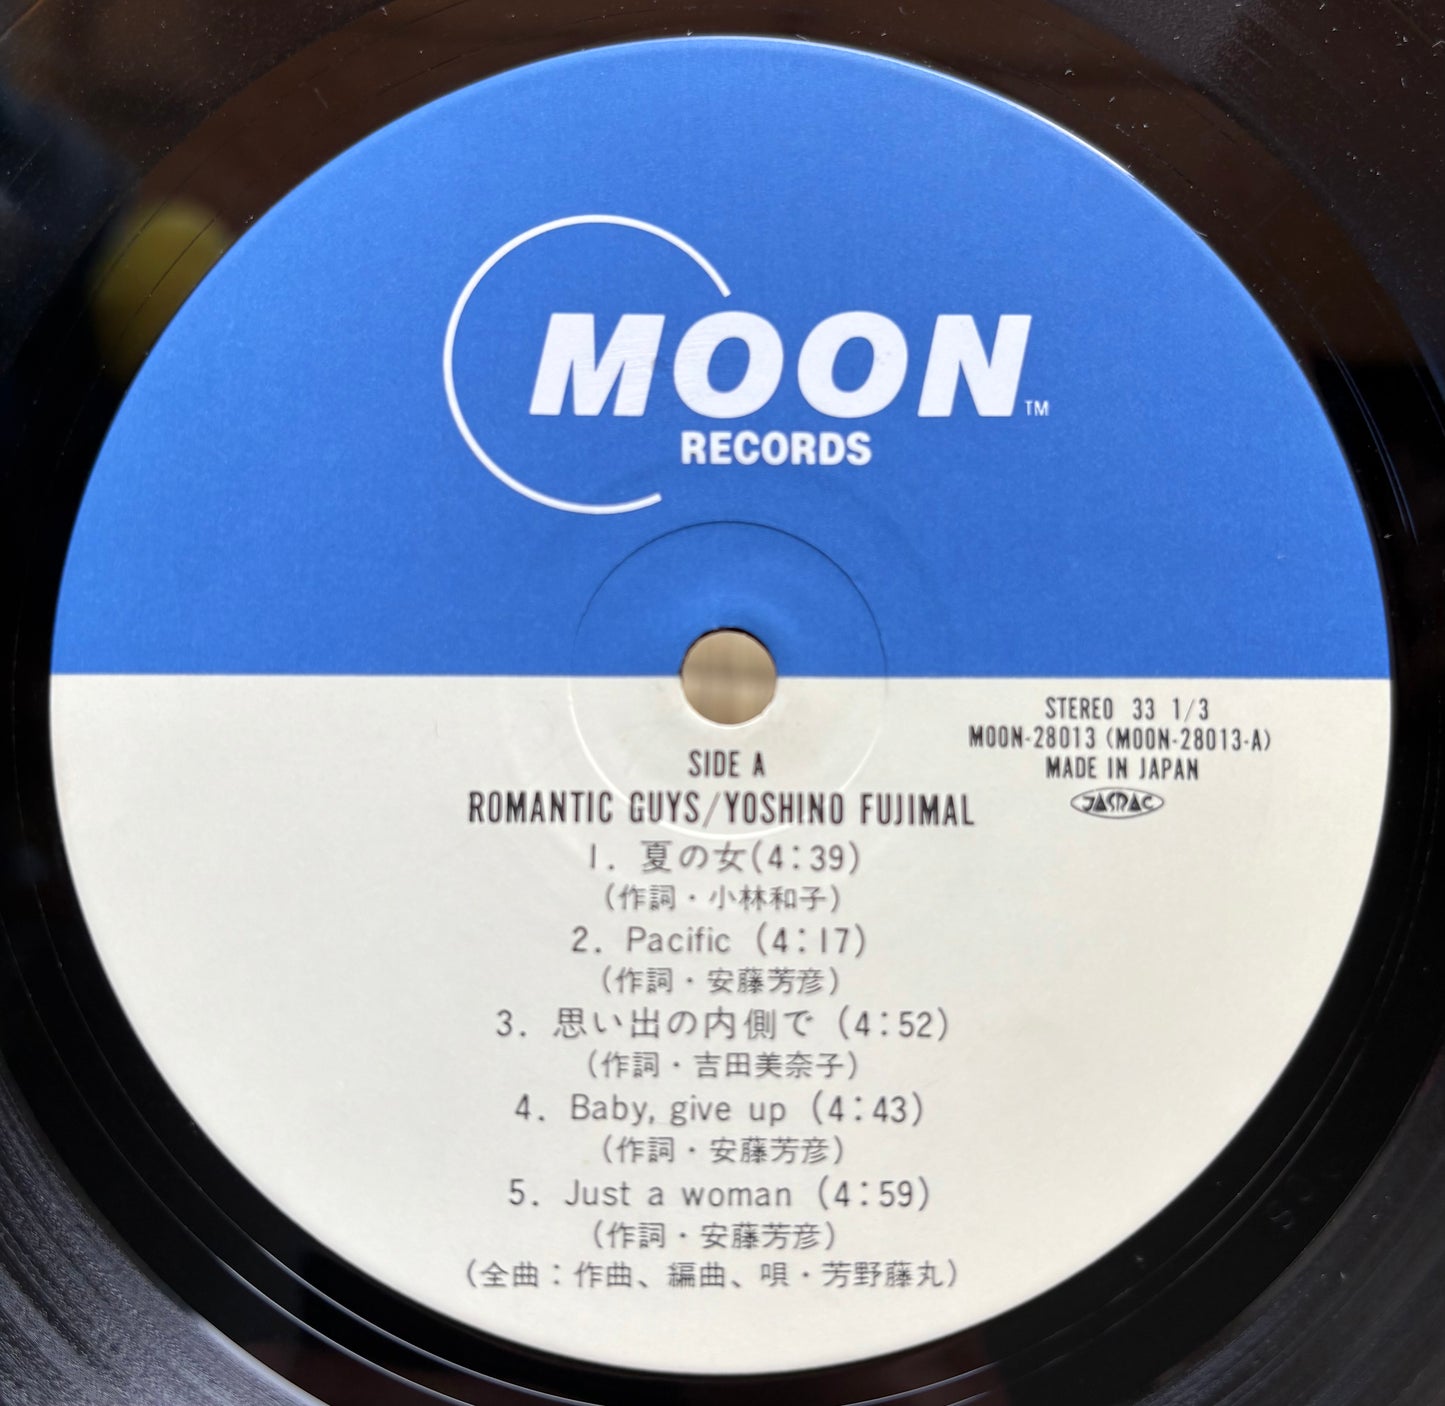 MOON™
RECORDS
STEREO 33 1/3
MOON-28013 (MOON-28013-A)
MADE IN JAPAN
JASRAC
SIDE A
ROMANTIC GUYS/YOSHINO FUJIMAL
1. 夏の女(4:39)
(作詞・小林和子)
2. Pacific (4:17)
(作詞・安藤芳彦)
3. 思い出の内側で (4:52)
(作詞・吉田美奈子)
4. Baby, give up (4:43)
(作詞・安藤芳彦)
5. Just a woman (4:59)
(作詞・安藤芳彦)
(全曲：作曲、編曲、唄・芳野藤丸)